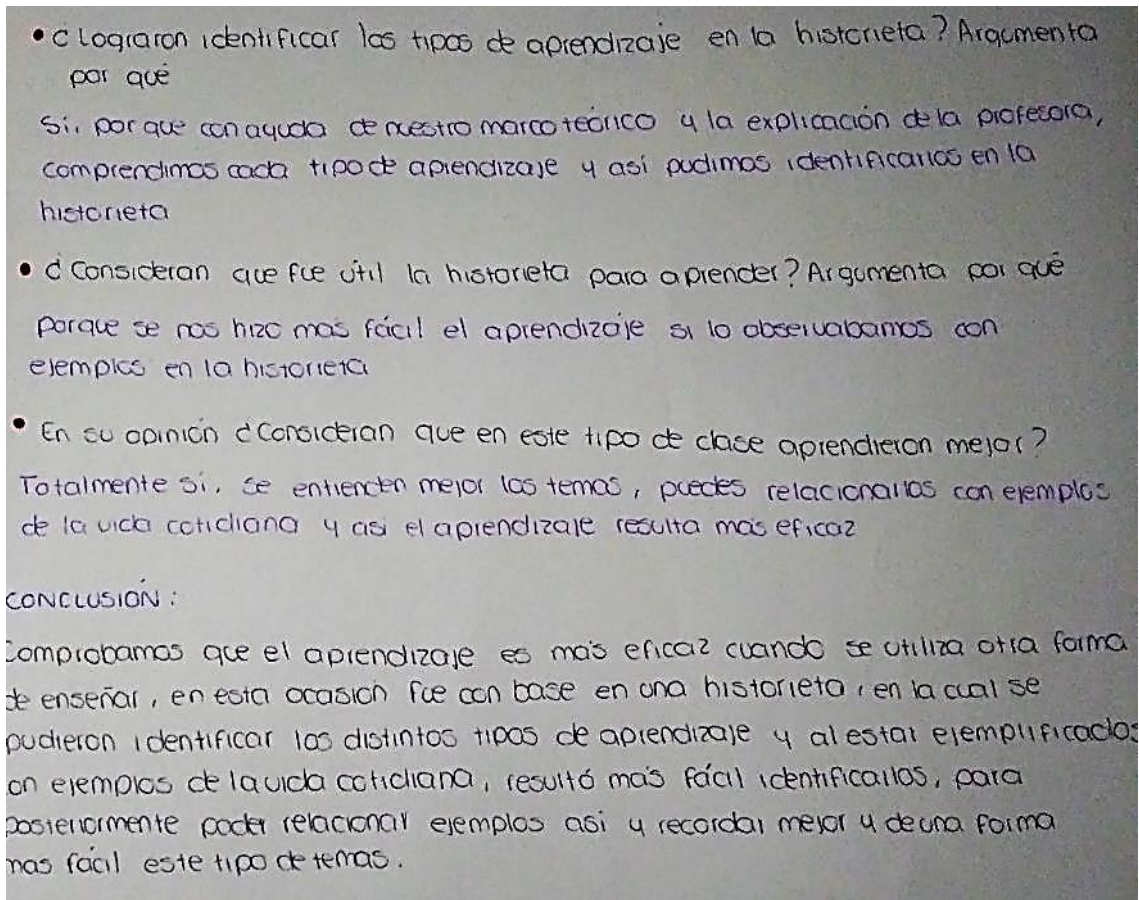 • ¿Lograron identificar los tipos de aprendizaje en la historieta? Argumenta
por qué
Sí, por que con ayuda de nuestro marco teórico y la explicación de la profesora,
comprendimos cada tipo de aprendizaje y así pudimos identificarlos en la
historieta
• ¿Consideran que fue útil la historieta para aprender? Argumenta por qué
porque se nos hizo más fácil el aprendizaje si lo observabamos con
ejemplos en la historieta
• En su opinión ¿Consideran que en este tipo de clase aprendieron mejor?
Totalmente sí, se entienden mejor los temas, puedes relacionarlos con ejemplos
de la vida cotidiana y así el aprendizaje resulta más eficaz
CONCLUSIÓN:
Comprobamos que el aprendizaje es más eficaz cuando se utiliza otra forma
de enseñar, en esta ocasión fue con base en una historieta, en la cual se
pudieron identificar los distintos tipos de aprendizaje y al estar ejemplificados
on ejemplos de la vida cotidiana, resultó más fácil identificarlos, para
posteriormente poder relacionar ejemplos así y recordar mejor y de una forma
mas fácil este tipo de temas.